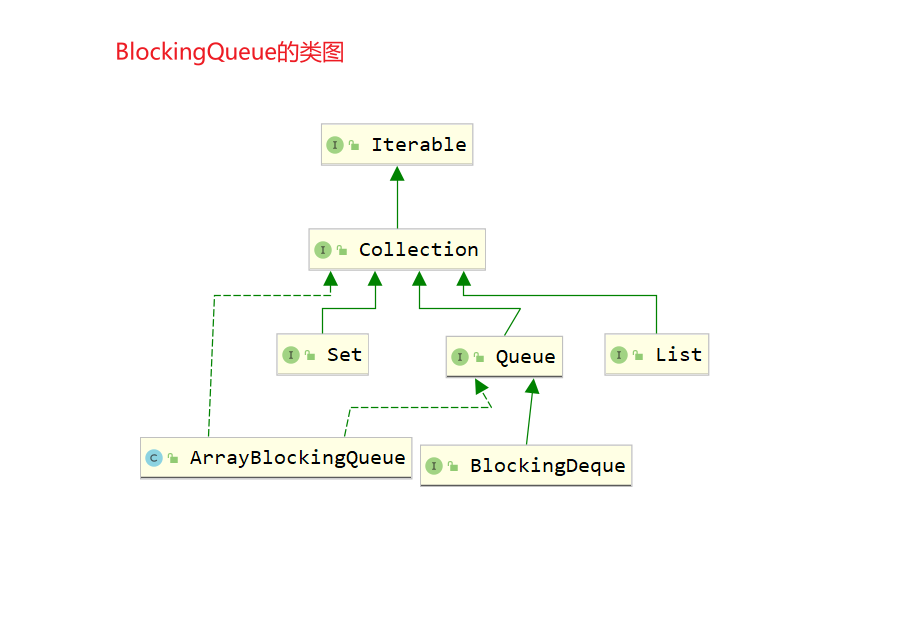 BlockingQueue的类图
I Iterable
I Collection
I Set
I Queue
I List
C ArrayBlockingQueue
I BlockingDeque